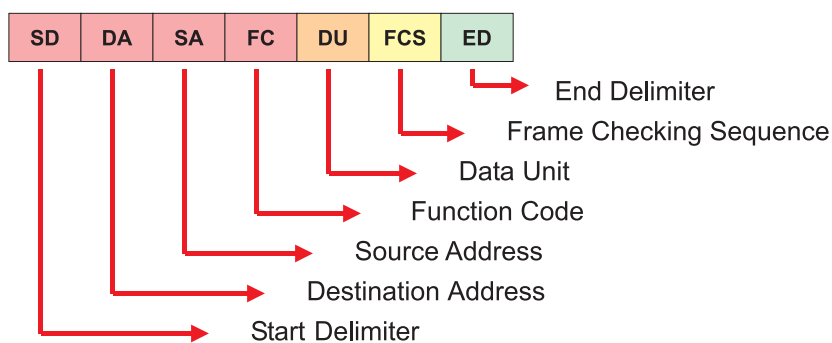 SD DA SA FC DU FCS ED
End Delimiter
Frame Checking Sequence
Data Unit
Function Code
Source Address
Destination Address
Start Delimiter